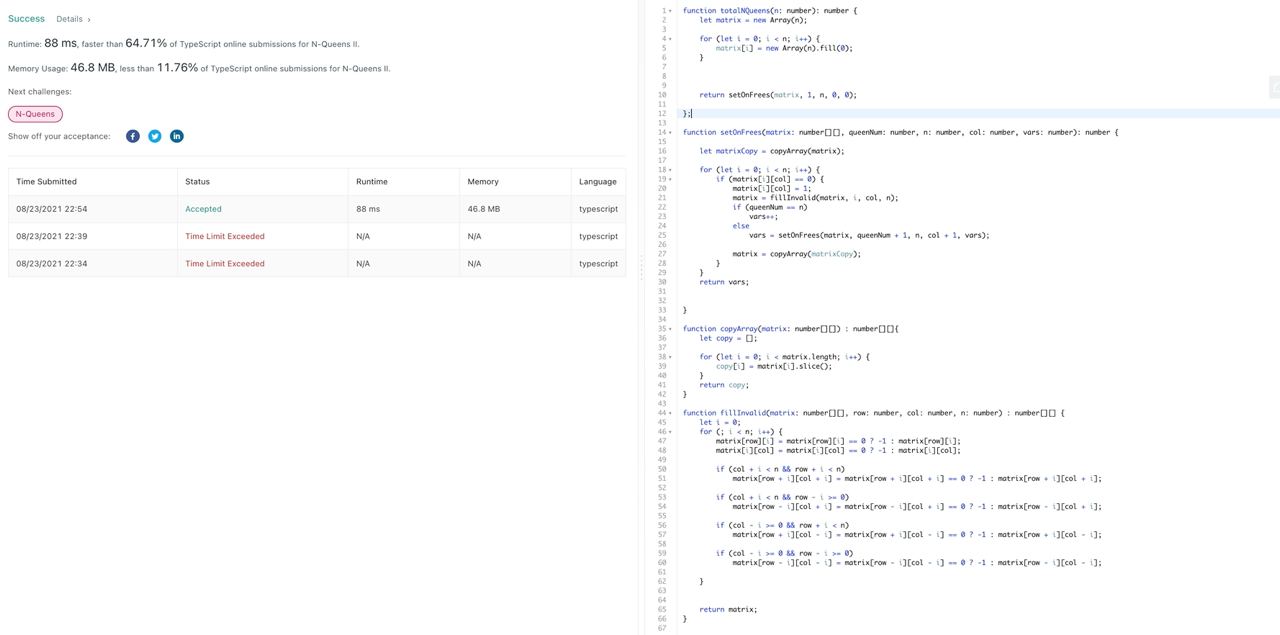 Success Details ›
Runtime: 88 ms, faster than 64.71% of TypeScript online submissions for N-Queens II.
Memory Usage: 46.8 MB, less than 11.76% of TypeScript online submissions for N-Queens II.
Next challenges:
N-Queens
Show off your acceptance:
Time Submitted Status Runtime Memory Language
08/23/2021 22:54 Accepted 88 ms 46.8 MB typescript
08/23/2021 22:39 Time Limit Exceeded N/A N/A typescript
08/23/2021 22:34 Time Limit Exceeded N/A N/A typescript
1 function totalNQueens(n: number): number {
2     let matrix = new Array(n);
3
4     for (let i = 0; i < n; i++) {
5         matrix[i] = new Array(n).fill(0);
6     }
7
8
9
10     return setOnFrees(matrix, 1, n, 0, 0);
11
12 };
13
14 function setOnFrees(matrix: number[][], queenNum: number, n: number, col: number, vars: number): number {
15
16     let matrixCopy = copyArray(matrix);
17
18     for (let i = 0; i < n; i++) {
19         if (matrix[i][col] == 0) {
20             matrix[i][col] = 1;
21             matrix = fillInvalid(matrix, i, col, n);
22             if (queenNum == n)
23                 vars++;
24             else
25                 vars = setOnFrees(matrix, queenNum + 1, n, col + 1, vars);
26
27             matrix = copyArray(matrixCopy);
28         }
29     }
30     return vars;
31
32
33 }
34
35 function copyArray(matrix: number[][]) : number[][]{
36     let copy = [];
37
38     for (let i = 0; i < matrix.length; i++) {
39         copy[i] = matrix[i].slice();
40     }
41     return copy;
42 }
43
44 function fillInvalid(matrix: number[][], row: number, col: number, n: number) : number[][] {
45     let i = 0;
46     for (; i < n; i++) {
47         matrix[row][i] = matrix[row][i] == 0 ? -1 : matrix[row][i];
48         matrix[i][col] = matrix[i][col] == 0 ? -1 : matrix[i][col];
49
50         if (col + i < n && row + i < n)
51             matrix[row + i][col + i] = matrix[row + i][col + i] == 0 ? -1 : matrix[row + i][col + i];
52
53         if (col + i < n && row - i >= 0)
54             matrix[row - i][col + i] = matrix[row - i][col + i] == 0 ? -1 : matrix[row - i][col + i];
55
56         if (col - i >= 0 && row + i < n)
57             matrix[row + i][col - i] = matrix[row + i][col - i] == 0 ? -1 : matrix[row + i][col - i];
58
59         if (col - i >= 0 && row - i >= 0)
60             matrix[row - i][col - i] = matrix[row - i][col - i] == 0 ? -1 : matrix[row - i][col - i];
61
62     }
63
64
65     return matrix;
66 }
67